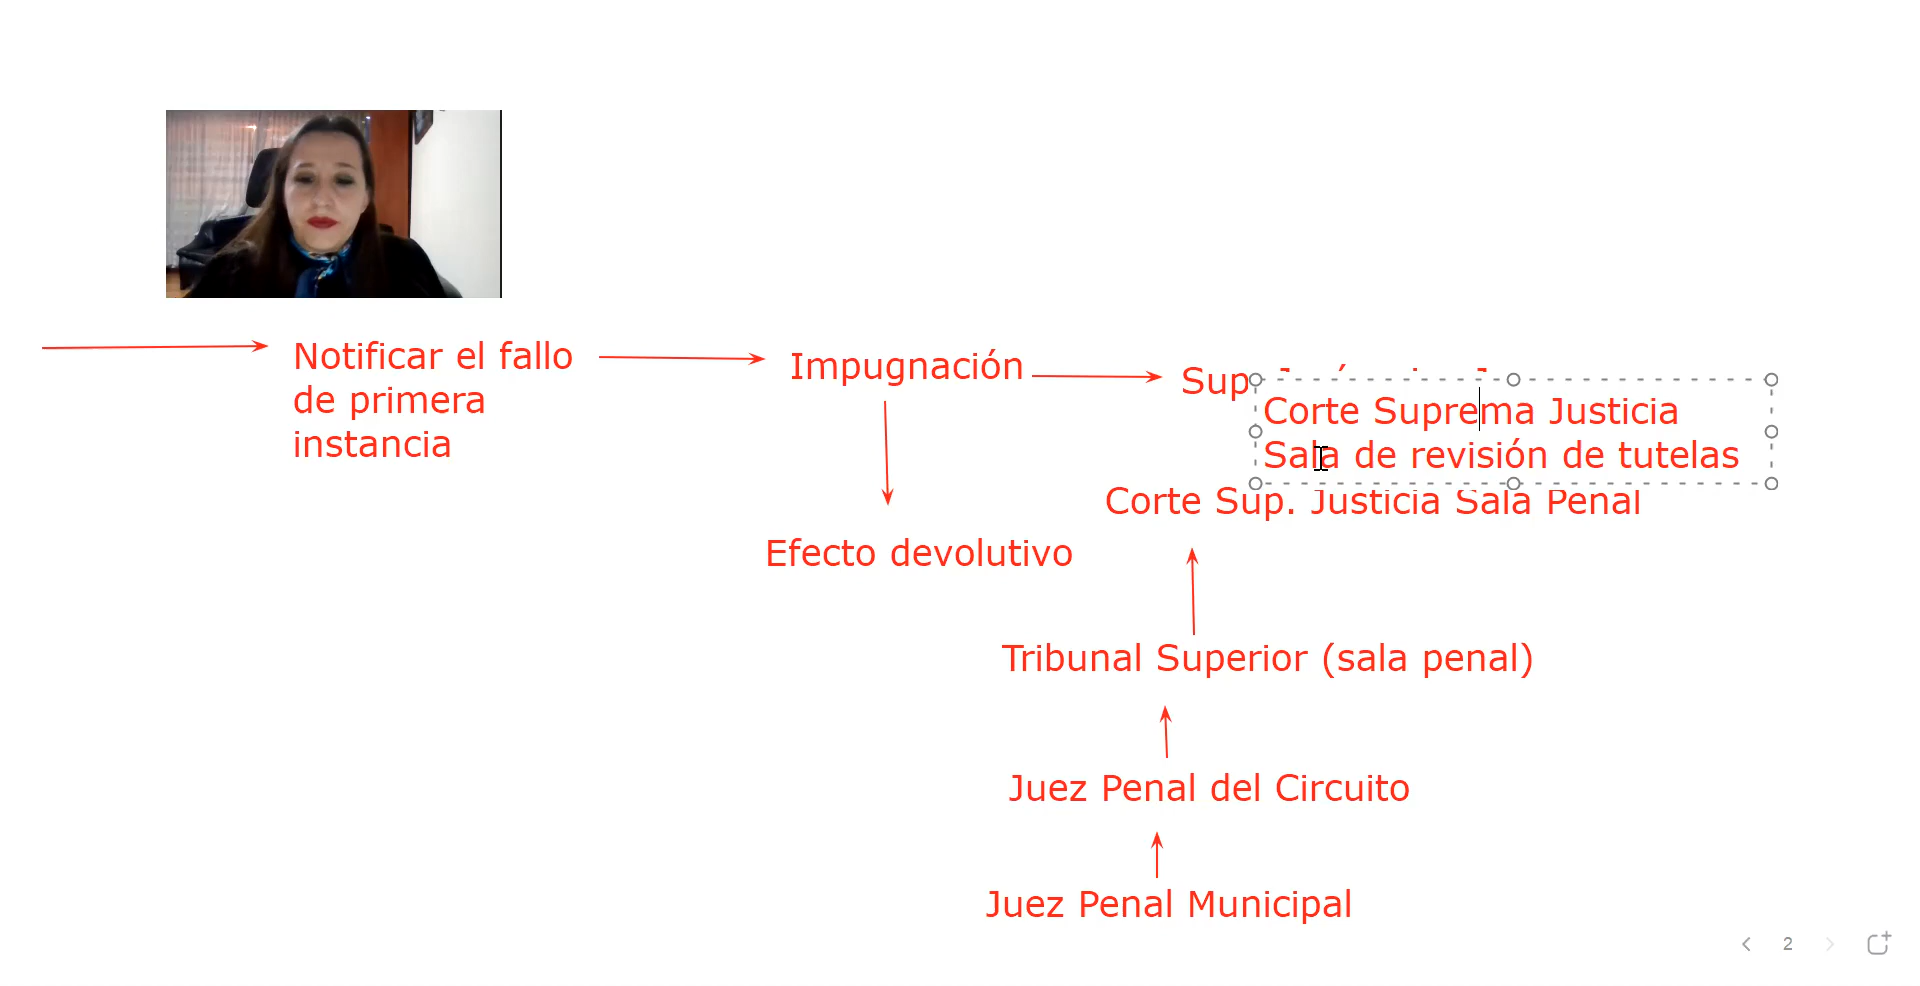 Notificar el fallo
de primera
instancia
Impugnación
Sup
Corte Suprema Justicia
Sala de revisión de tutelas
Corte Sup. Justicia Sala Penal
Efecto devolutivo
Tribunal Superior (sala penal)
Juez Penal del Circuito
Juez Penal Municipal
2